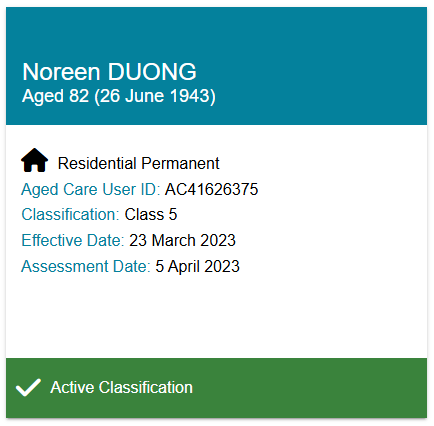 Noreen DUONG
Aged 82 (26 June 1943)
Residential Permanent
Aged Care User ID: AC41626375
Classification: Class 5
Effective Date: 23 March 2023
Assessment Date: 5 April 2023
Active Classification